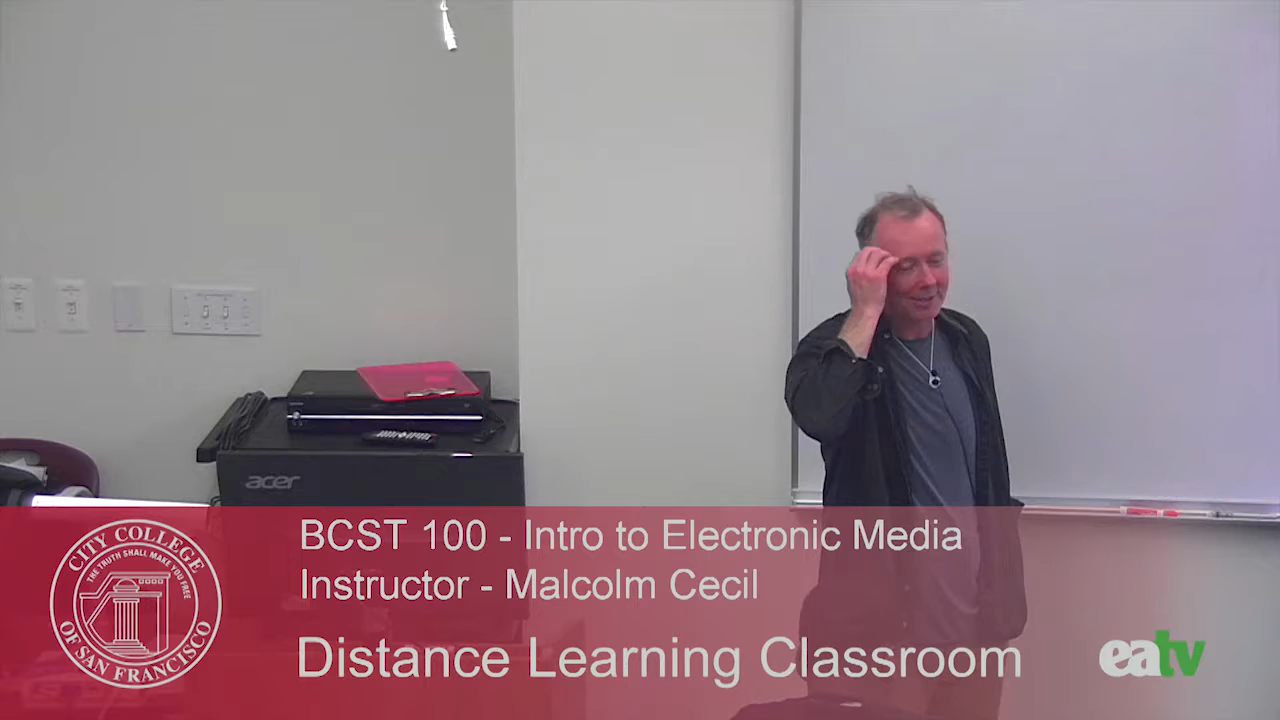 acer
BCST 100 - Intro to Electronic Media
Instructor - Malcolm Cecil
Distance Learning Classroom
CITY COLLEGE
OF SAN FRANCISCO
THE TRUTH SHALL MAKE YOU FREE
eatv